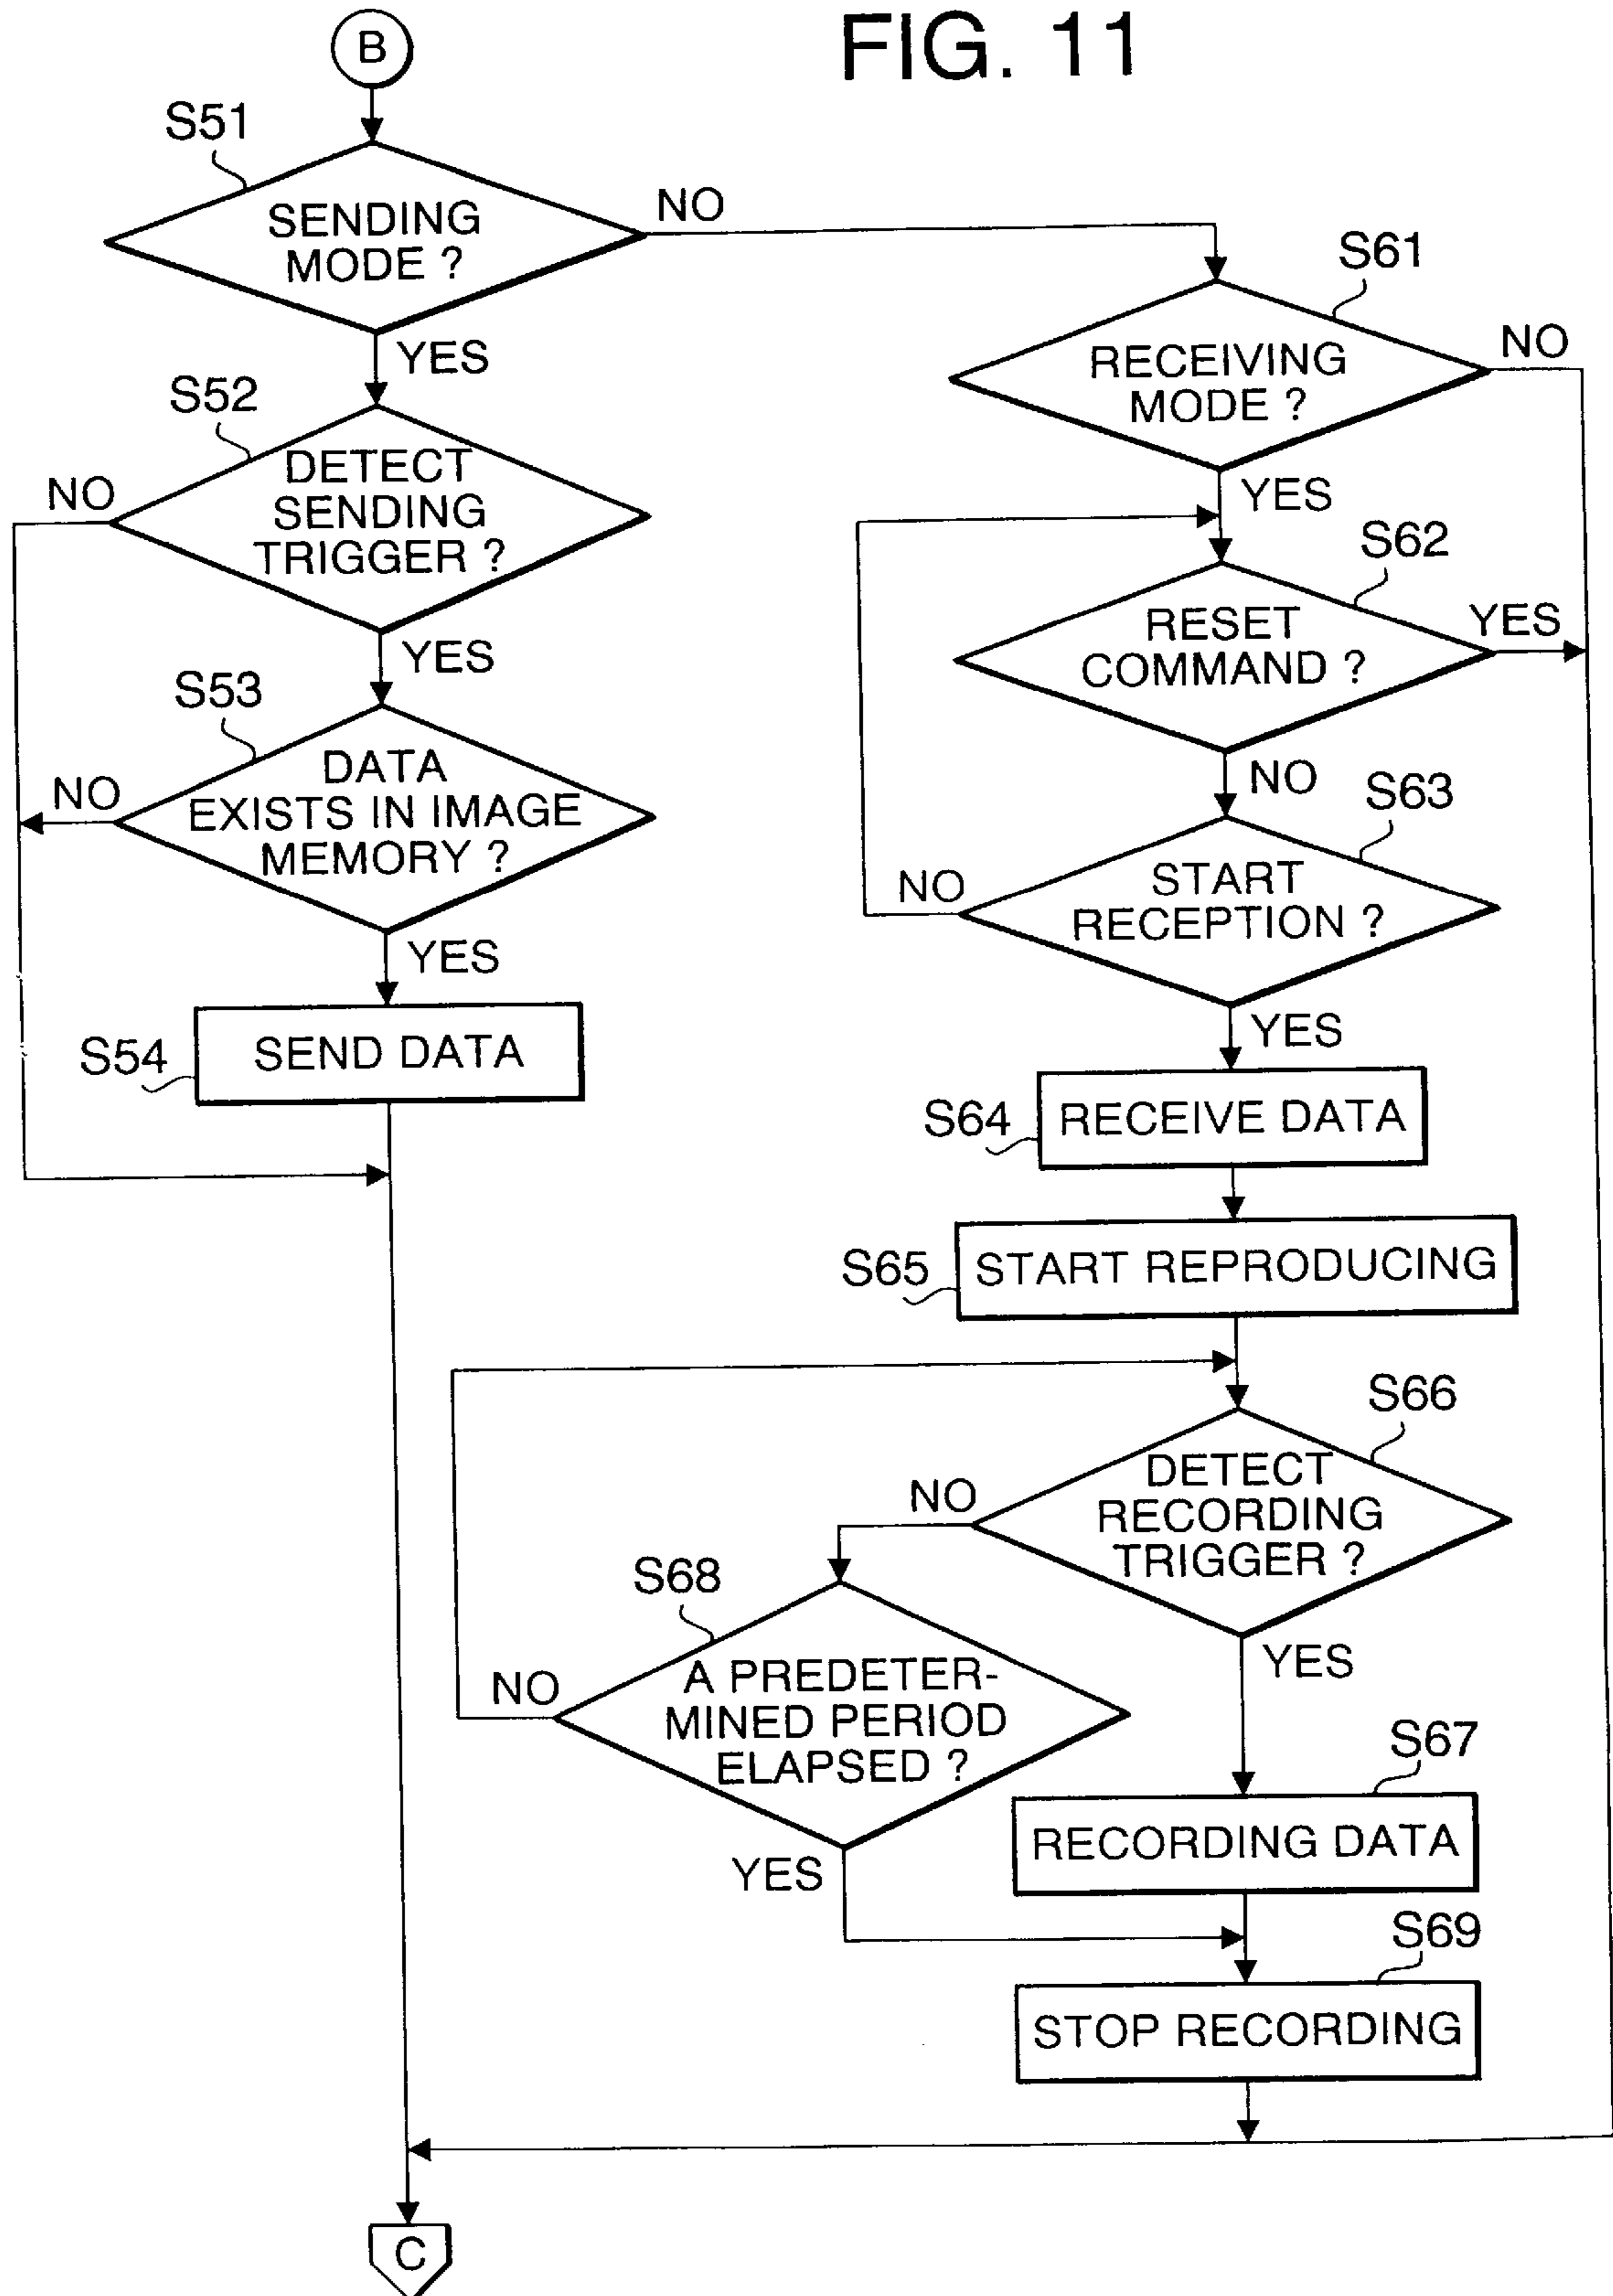 FIG. 11
B
S51
SENDING
MODE ?
NO
YES
S52
DETECT
SENDING
TRIGGER ?
NO
YES
S53
DATA
EXISTS IN IMAGE
MEMORY ?
NO
YES
S54
SEND DATA
S61
RECEIVING
MODE ?
NO
YES
S62
RESET
COMMAND ?
YES
NO
S63
START
RECEPTION ?
NO
YES
S64
RECEIVE DATA
S65
START REPRODUCING
S66
DETECT
RECORDING
TRIGGER ?
NO
YES
S68
A PREDETER-
MINED PERIOD
ELAPSED ?
NO
YES
S67
RECORDING DATA
S69
STOP RECORDING
C